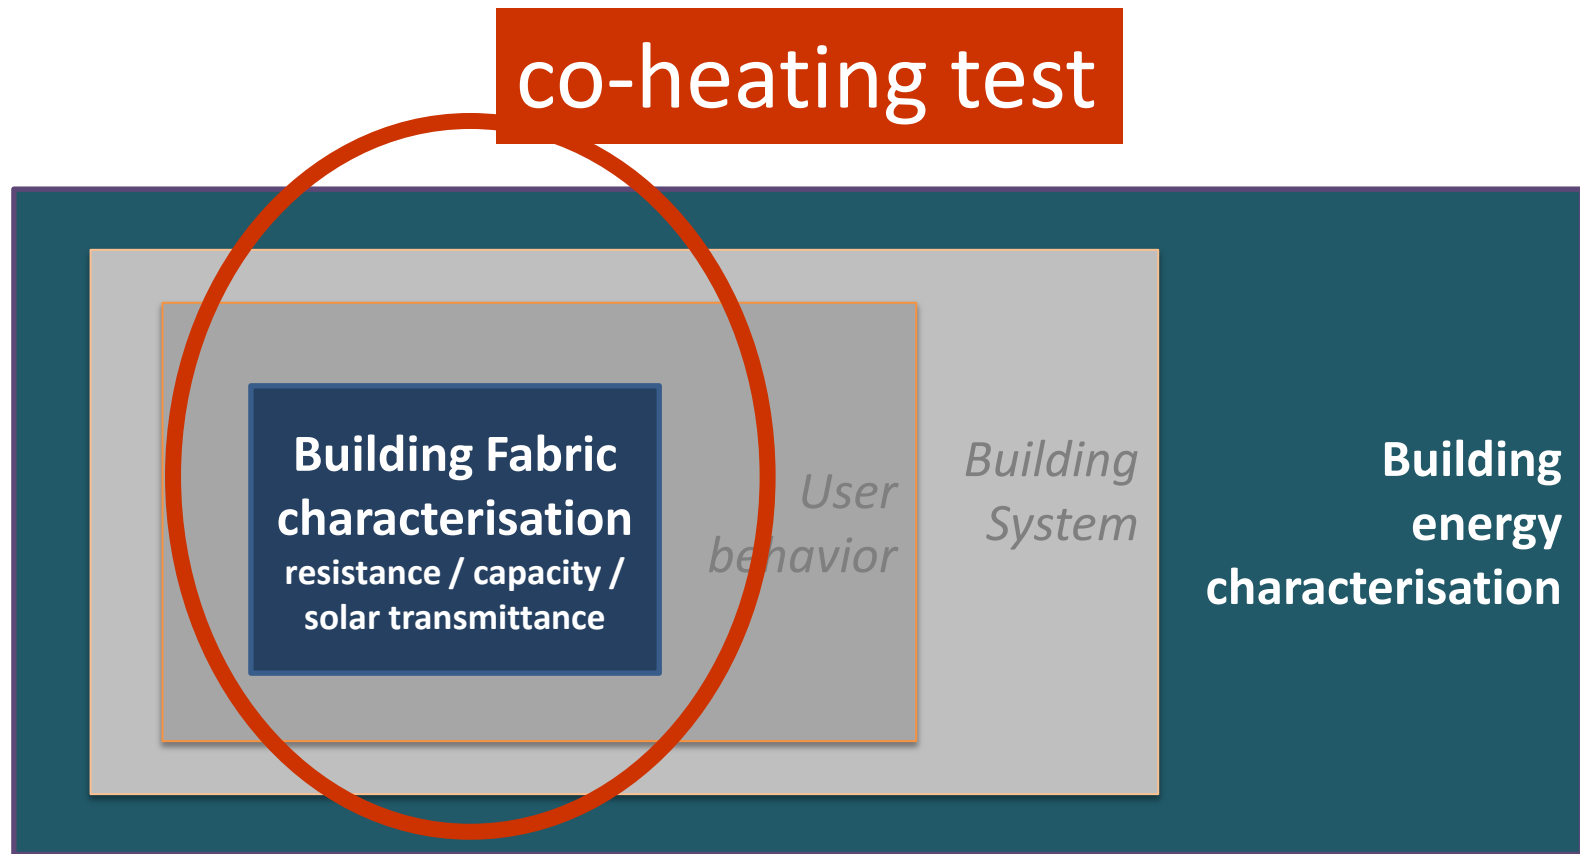 co-heating test
Building Fabric
characterisation
resistance / capacity /
solar transmittance
User
behavior
Building
System
Building
energy
characterisation